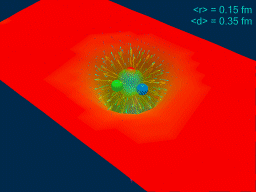 <r> = 0.15 fm
<d> = 0.35 fm